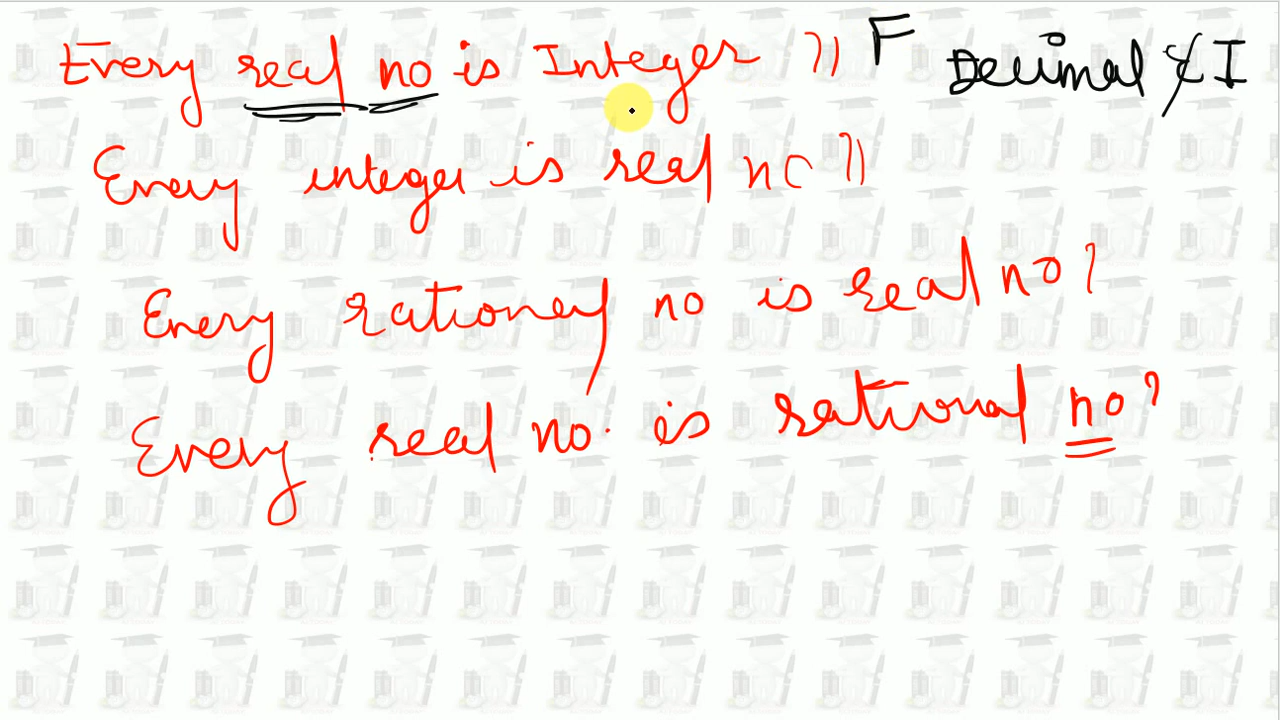 Every real no is Integer ?? F Decimal ⊄ I
Every integer is real no ??
Every rational no is real no?
Every real no. is rational no?